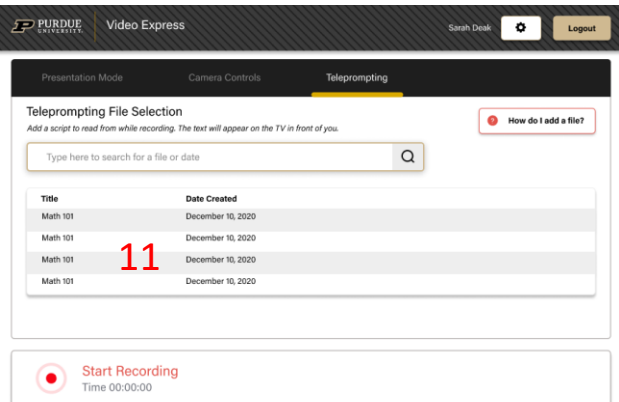 PURDUE UNIVERSITY. Video Express Sarah Deak Logout
Presentation Mode Camera Controls Teleprompting
Teleprompting File Selection
Add a script to read from while recording. The text will appear on the TV in front of you.
How do I add a file?
Type here to search for a file or date
Title Date Created
Math 101 December 10, 2020
Math 101 December 10, 2020
11
Math 101 December 10, 2020
Math 101 December 10, 2020
Start Recording
Time 00:00:00